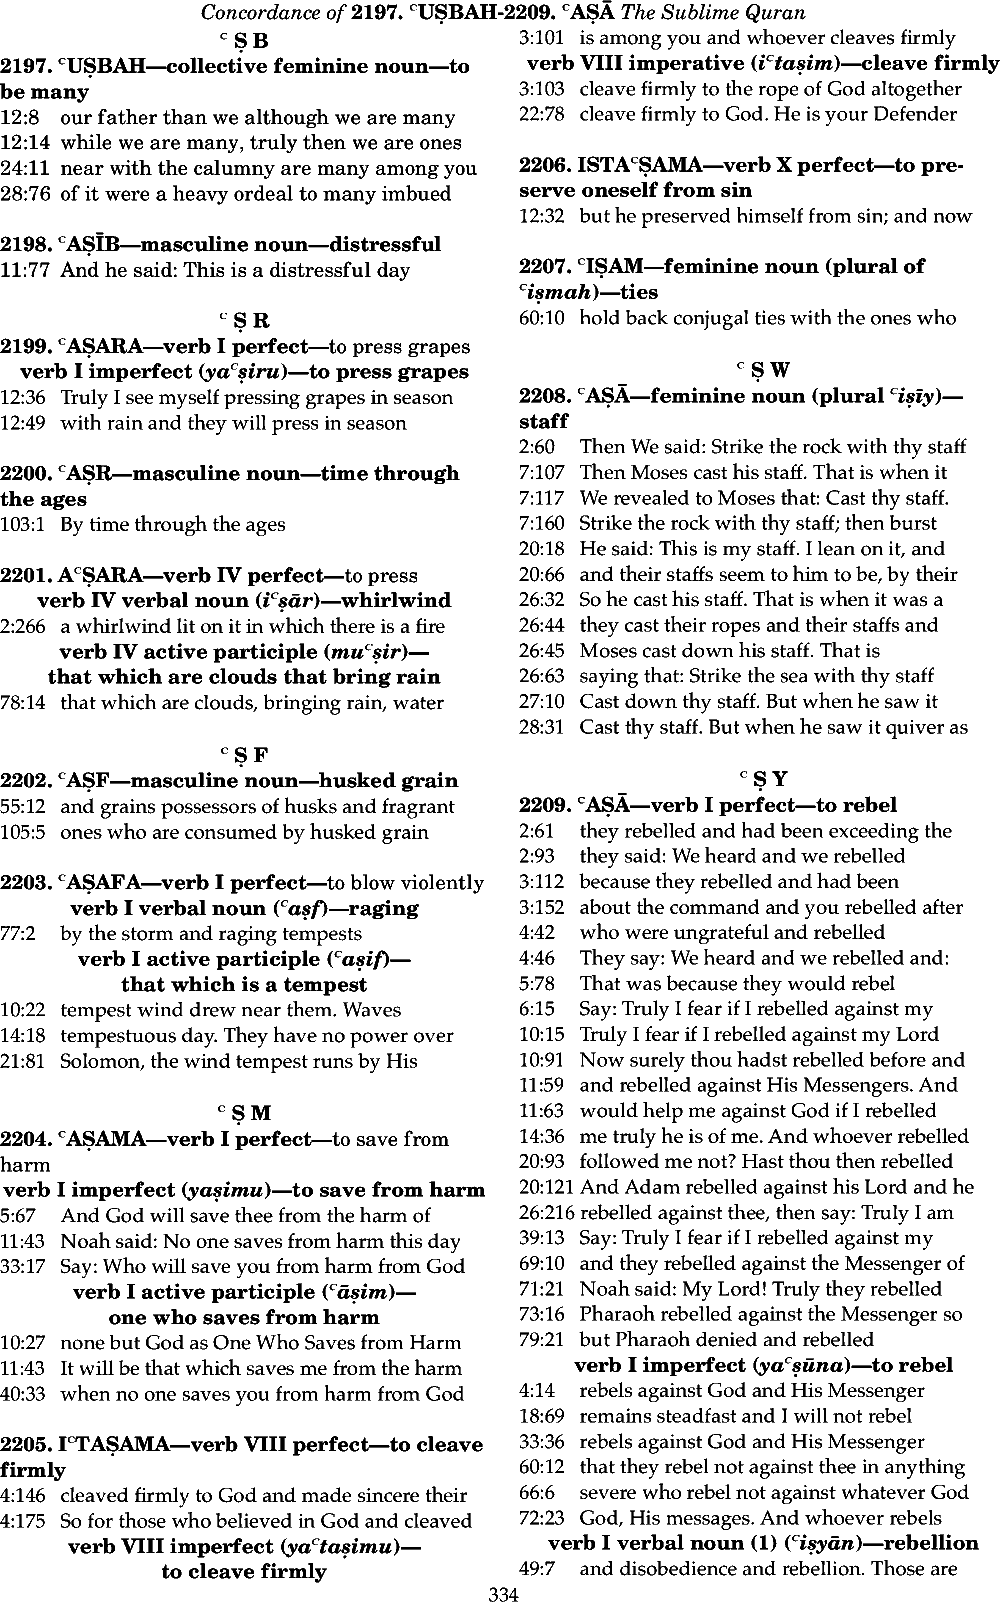 Concordance of 2197. ᶜUṢBAH-2209. ᶜAṢĀ The Sublime Quran
ᶜ Ṣ B
2197. ᶜUṢBAH—collective feminine noun—to
be many
12:8 our father than we although we are many
12:14 while we are many, truly then we are ones
24:11 near with the calumny are many among you
28:76 of it were a heavy ordeal to many imbued
2198. ᶜAṢĪB—masculine noun—distressful
11:77 And he said: This is a distressful day
ᶜ Ṣ R
2199. ᶜAṢARA—verb I perfect—to press grapes
verb I imperfect (yaᶜṣiru)—to press grapes
12:36 Truly I see myself pressing grapes in season
12:49 with rain and they will press in season
2200. ᶜAṢR—masculine noun—time through
the ages
103:1 By time through the ages
2201. AᶜṢARA—verb IV perfect—to press
verb IV verbal noun (iᶜṣār)—whirlwind
2:266 a whirlwind lit on it in which there is a fire
verb IV active participle (muᶜṣir)—
that which are clouds that bring rain
78:14 that which are clouds, bringing rain, water
ᶜ Ṣ F
2202. ᶜAṢF—masculine noun—husked grain
55:12 and grains possessors of husks and fragrant
105:5 ones who are consumed by husked grain
2203. ᶜAṢAFA—verb I perfect—to blow violently
verb I verbal noun (ᶜaṣf)—raging
77:2 by the storm and raging tempests
verb I active participle (ᶜaṣif)—
that which is a tempest
10:22 tempest wind drew near them. Waves
14:18 tempestuous day. They have no power over
21:81 Solomon, the wind tempest runs by His
ᶜ Ṣ M
2204. ᶜAṢAMA—verb I perfect—to save from
harm
verb I imperfect (yaṣimu)—to save from harm
5:67 And God will save thee from the harm of
11:43 Noah said: No one saves from harm this day
33:17 Say: Who will save you from harm from God
verb I active participle (ᶜāṣim)—
one who saves from harm
10:27 none but God as One Who Saves from Harm
11:43 It will be that which saves me from the harm
40:33 when no one saves you from harm from God
2205. IᶜTAṢAMA—verb VIII perfect—to cleave
firmly
4:146 cleaved firmly to God and made sincere their
4:175 So for those who believed in God and cleaved
verb VIII imperfect (yaᶜtaṣimu)—
to cleave firmly
3:101 is among you and whoever cleaves firmly
verb VIII imperative (iᶜtaṣim)—cleave firmly
3:103 cleave firmly to the rope of God altogether
22:78 cleave firmly to God. He is your Defender
2206. ISTAᶜṢAMA—verb X perfect—to pre-
serve oneself from sin
12:32 but he preserved himself from sin; and now
2207. ᶜIṢAM—feminine noun (plural of
ᶜiṣmah)—ties
60:10 hold back conjugal ties with the ones who
ᶜ Ṣ W
2208. ᶜAṢĀ—feminine noun (plural ᶜiṣīy)—
staff
2:60 Then We said: Strike the rock with thy staff
7:107 Then Moses cast his staff. That is when it
7:117 We revealed to Moses that: Cast thy staff.
7:160 Strike the rock with thy staff; then burst
20:18 He said: This is my staff. I lean on it, and
20:66 and their staffs seem to him to be, by their
26:32 So he cast his staff. That is when it was a
26:44 they cast their ropes and their staffs and
26:45 Moses cast down his staff. That is
26:63 saying that: Strike the sea with thy staff
27:10 Cast down thy staff. But when he saw it
28:31 Cast thy staff. But when he saw it quiver as
ᶜ Ṣ Y
2209. ᶜAṢĀ—verb I perfect—to rebel
2:61 they rebelled and had been exceeding the
2:93 they said: We heard and we rebelled
3:112 because they rebelled and had been
3:152 about the command and you rebelled after
4:42 who were ungrateful and rebelled
4:46 They say: We heard and we rebelled and:
5:78 That was because they would rebel
6:15 Say: Truly I fear if I rebelled against my
10:15 Truly I fear if I rebelled against my Lord
10:91 Now surely thou hadst rebelled before and
11:59 and rebelled against His Messengers. And
11:63 would help me against God if I rebelled
14:36 me truly he is of me. And whoever rebelled
20:93 followed me not? Hast thou then rebelled
20:121 And Adam rebelled against his Lord and he
26:216 rebelled against thee, then say: Truly I am
39:13 Say: Truly I fear if I rebelled against my
69:10 and they rebelled against the Messenger of
71:21 Noah said: My Lord! Truly they rebelled
73:16 Pharaoh rebelled against the Messenger so
79:21 but Pharaoh denied and rebelled
verb I imperfect (yaᶜṣūna)—to rebel
4:14 rebels against God and His Messenger
18:69 remains steadfast and I will not rebel
33:36 rebels against God and His Messenger
60:12 that they rebel not against thee in anything
66:6 severe who rebel not against whatever God
72:23 God, His messages. And whoever rebels
verb I verbal noun (1) (ᶜiṣyān)—rebellion
49:7 and disobedience and rebellion. Those are
334